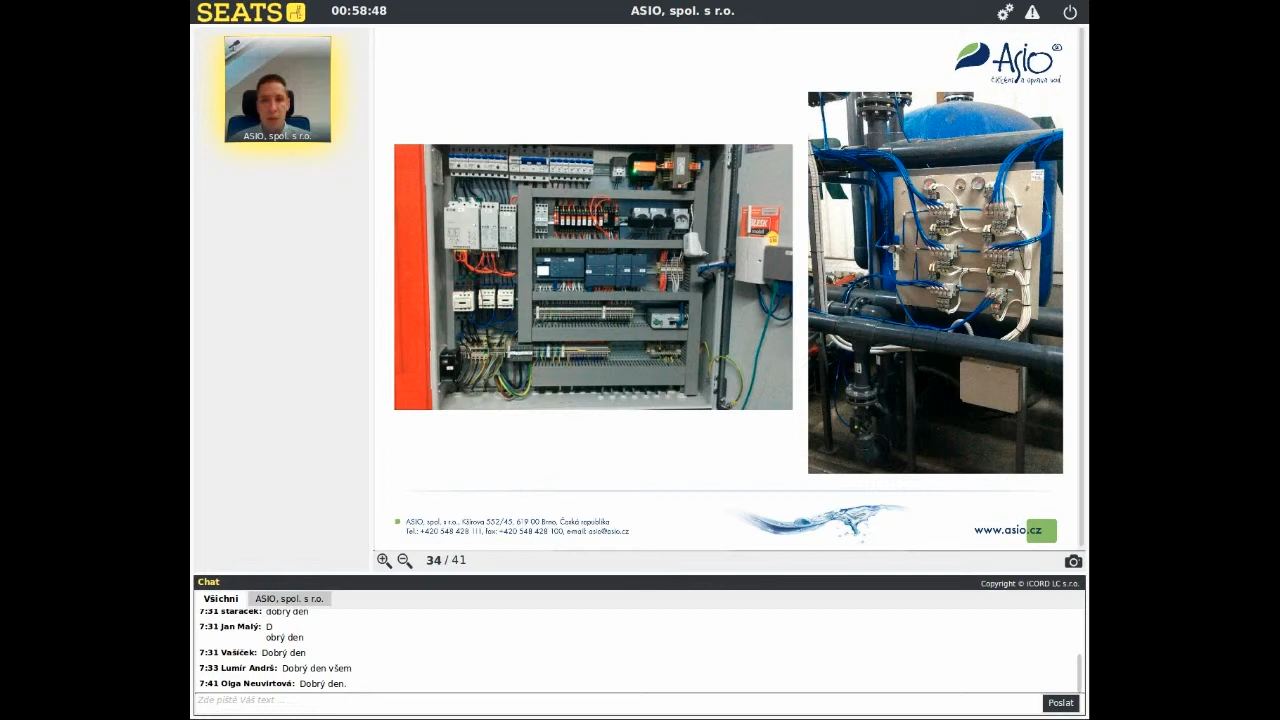 SEATS
00:58:48
ASIO, spol. s r.o.
ASIO, spol. s r.o.
Asio
čištění a úprava vod
ASIO, spol. s r.o., Kšírova 552/45, 619 00 Brno, Česká republika
Tel.: +420 548 428 111, fax: +420 548 428 100, e-mail: asio@asio.cz
www.asio.cz
34 / 41
Chat
Copyright © iCORD LC s.r.o.
Všichni
ASIO, spol. s r.o.
7:31 staracek: dobry den
7:31 Jan Malý: D
obrý den
7:31 Vašíček: Dobrý den
7:33 Lumír Andrš: Dobrý den všem
7:41 Olga Neuvirtová: Dobrý den.
Zde piště Váš text ...
Poslat